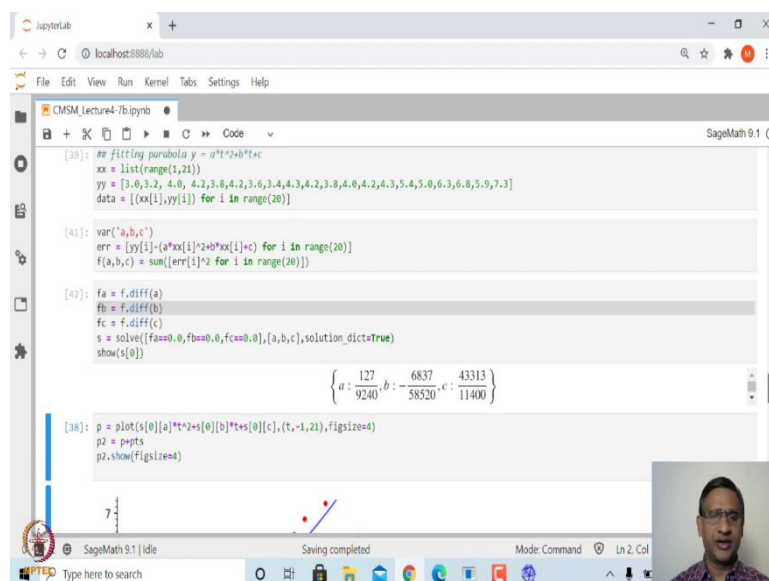 JupyterLab
localhost:8888/lab
M
File Edit View Run Kernel Tabs Settings Help
CMSM_Lecture4-7b.ipynb
Code
SageMath 9.1
[39]: ## fitting parabola y = a*t^2+b*t+c
xx = list(range(1,21))
yy = [3.0,3.2, 4.0, 4.2,3.8,4.2,3.6,3.4,4.3,4.2,3.8,4.0,4.2,4.3,5.4,5.0,6.3,6.8,5.9,7.3]
data = [(xx[i],yy[i]) for i in range(20)]
[41]: var('a,b,c')
err = [yy[i]-(a*xx[i]^2+b*xx[i]+c) for i in range(20)]
f(a,b,c) = sum([err[i]^2 for i in range(20)])
[42]: fa = f.diff(a)
fb = f.diff(b)
fc = f.diff(c)
s = solve([fa==0.0,fb==0.0,fc==0.0],[a,b,c],solution_dict=True)
show(s[0])
{a : 127/9240, b : -6837/58520, c : 43313/11400}
[38]: p = plot(s[0][a]*t^2+s[0][b]*t+s[0][c],(t,-1,21),figsize=4)
p2 = p+pts
p2.show(figsize=4)
7
SageMath 9.1 | Idle Saving completed Mode: Command Ln 2, Col
NPTEL
Type here to search